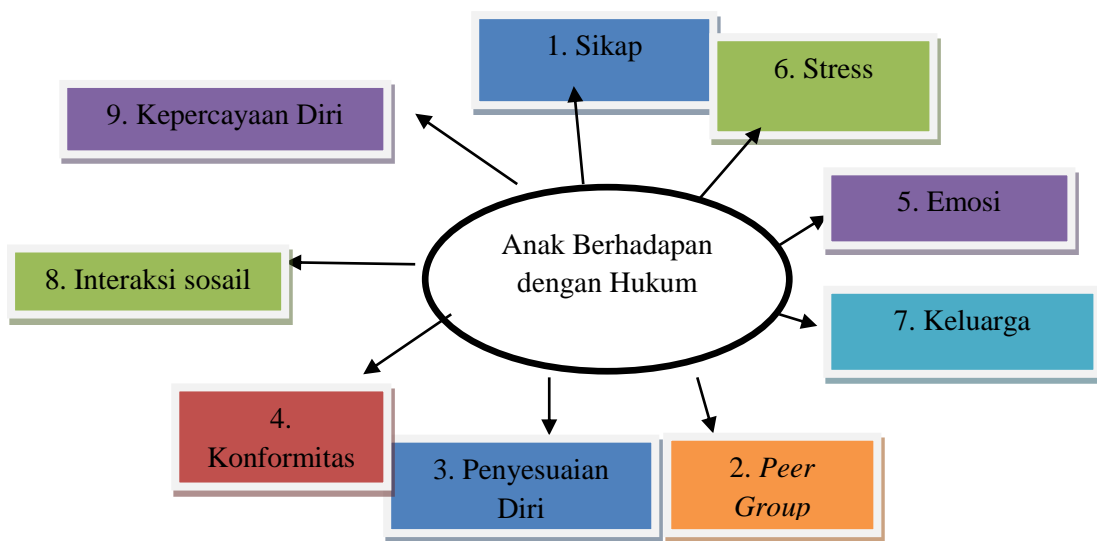 1. Sikap
6. Stress
9. Kepercayaan Diri
5. Emosi
Anak Berhadapan
dengan Hukum
8. Interaksi sosail
7. Keluarga
4.
Konformitas
3. Penyesuaian
Diri
2. Peer
Group